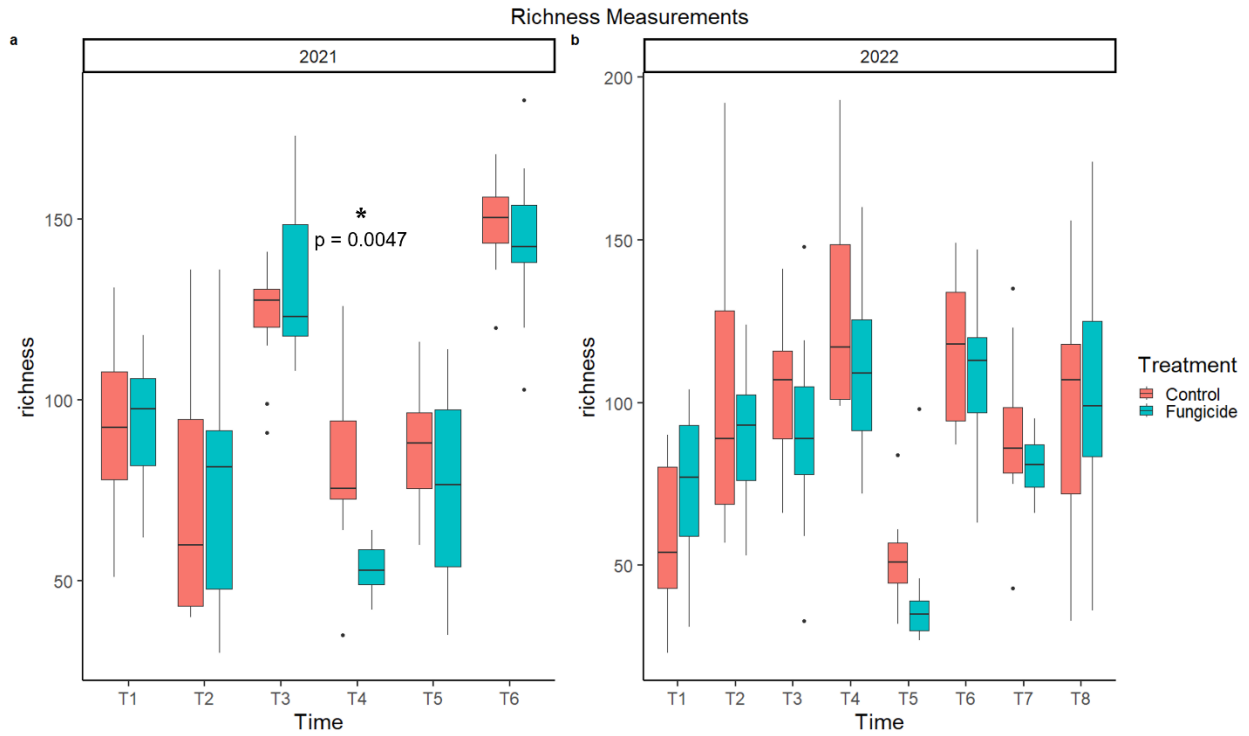 Richness Measurements
a
2021
richness
150
100
50
*
p = 0.0047
T1 T2 T3 T4 T5 T6
Time
b
2022
richness
200
150
100
50
T1 T2 T3 T4 T5 T6 T7 T8
Time
Treatment
Control
Fungicide